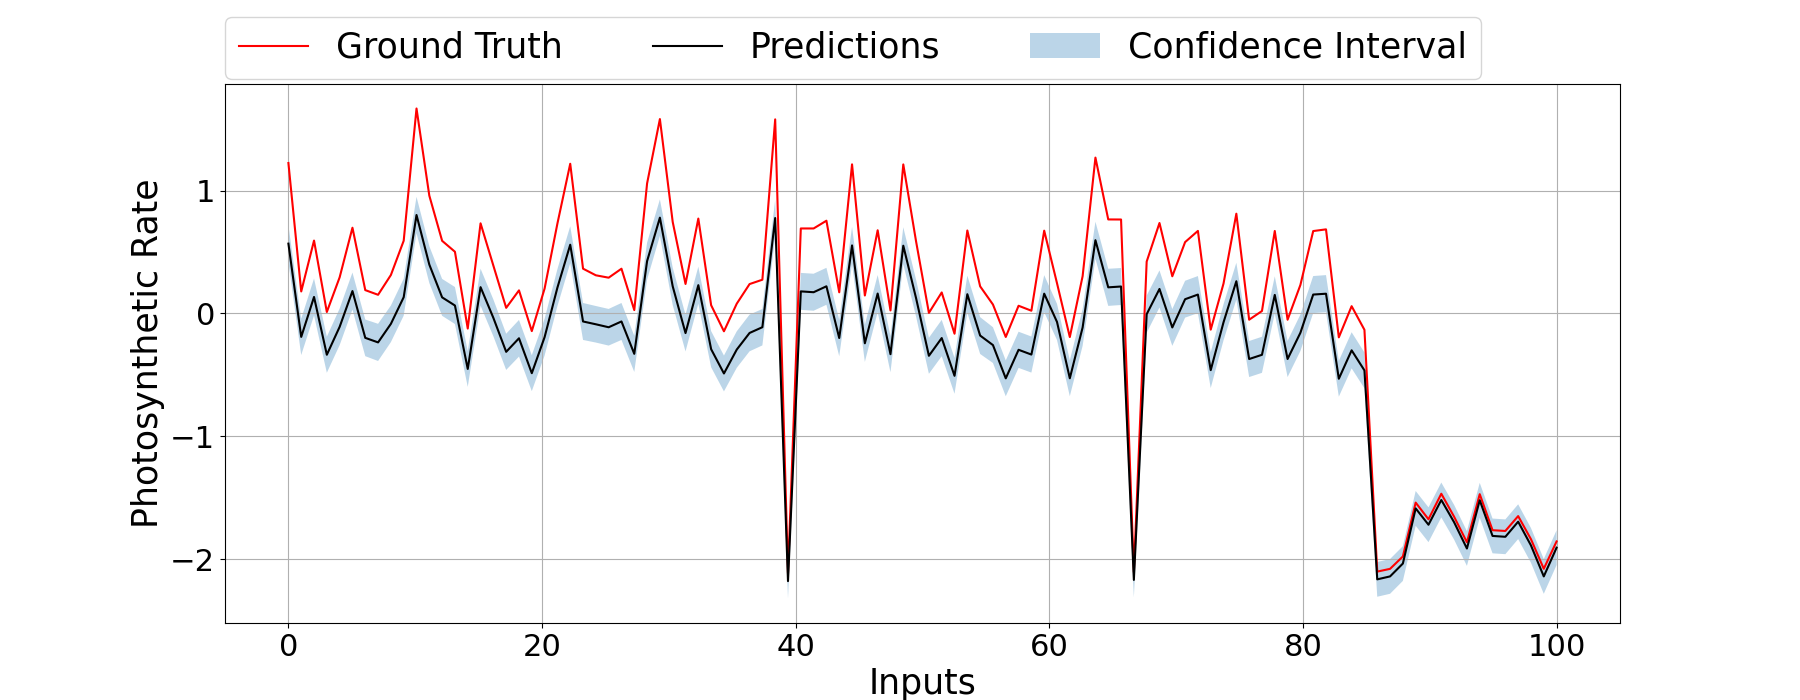 Ground Truth Predictions Confidence Interval
Photosynthetic Rate
1
0
−1
−2
0 20 40 60 80 100
Inputs